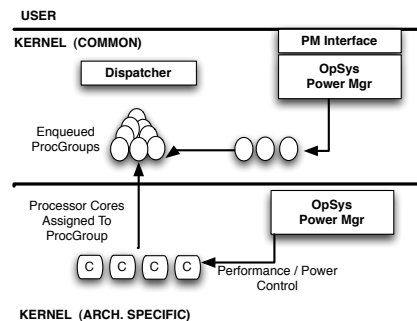 USER
KERNEL (COMMON)
PM Interface
OpSys
Power Mgr
Dispatcher
Enqueued
ProcGroups
Processor Cores
Assigned To
ProcGroup
OpSys
Power Mgr
C C C C
Performance / Power
Control
KERNEL (ARCH. SPECIFIC)